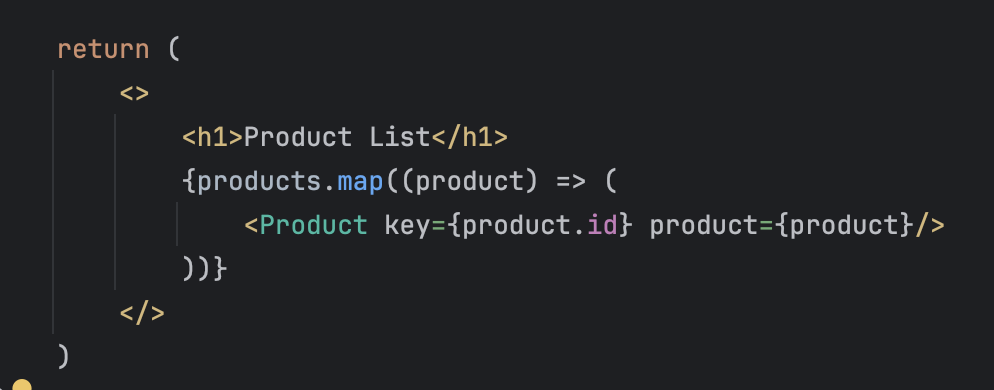 return (
<>
<h1>Product List</h1>
{products.map((product) => (
<Product key={product.id} product={product}/>
))}
</>
)